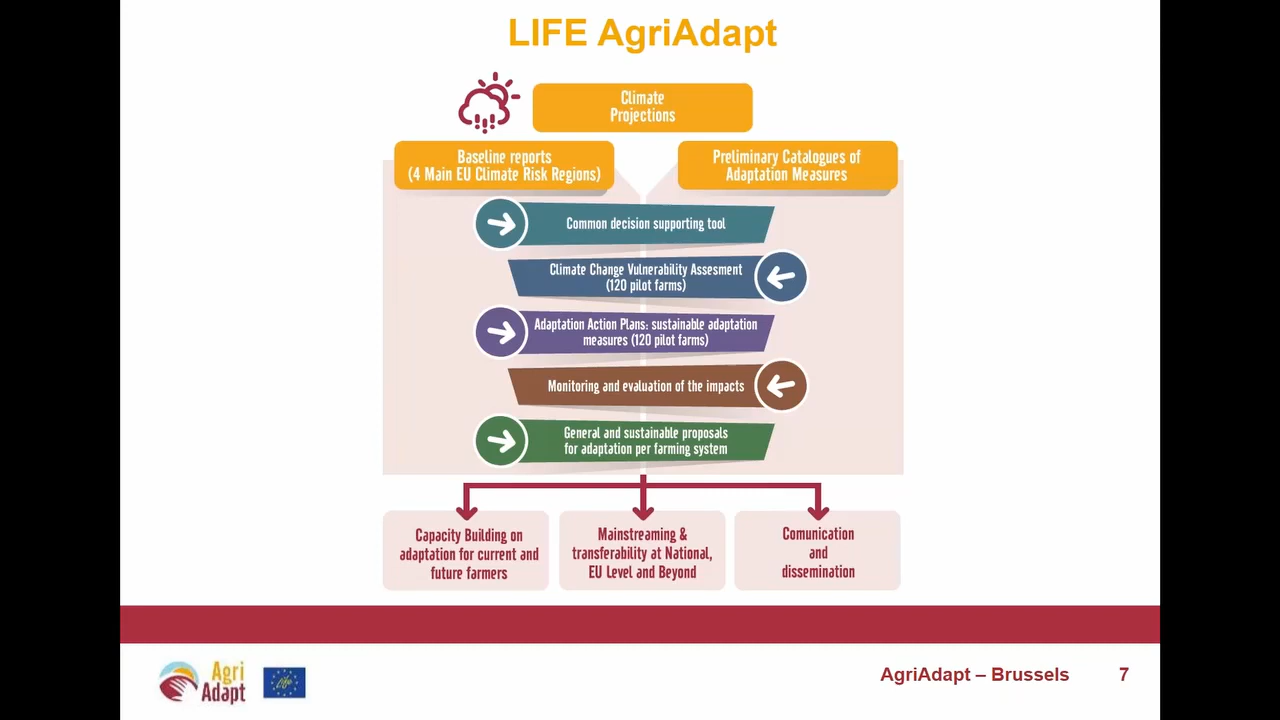 LIFE AgriAdapt
Climate
Projections
Baseline reports
(4 Main EU Climate Risk Regions)
Preliminary Catalogues of
Adaptation Measures
Common decision supporting tool
Climate Change Vulnerability Assesment
(120 pilot farms)
Adaptation Action Plans: sustainable adaptation
measures (120 pilot farms)
Monitoring and evaluation of the impacts
General and sustainable proposals
for adaptation per farming system
Capacity Building on
adaptation for current and
future farmers
Mainstreaming &
transferability at National,
EU Level and Beyond
Comunication
and
dissemination
Agri
Adapt
Life
AgriAdapt – Brussels
7